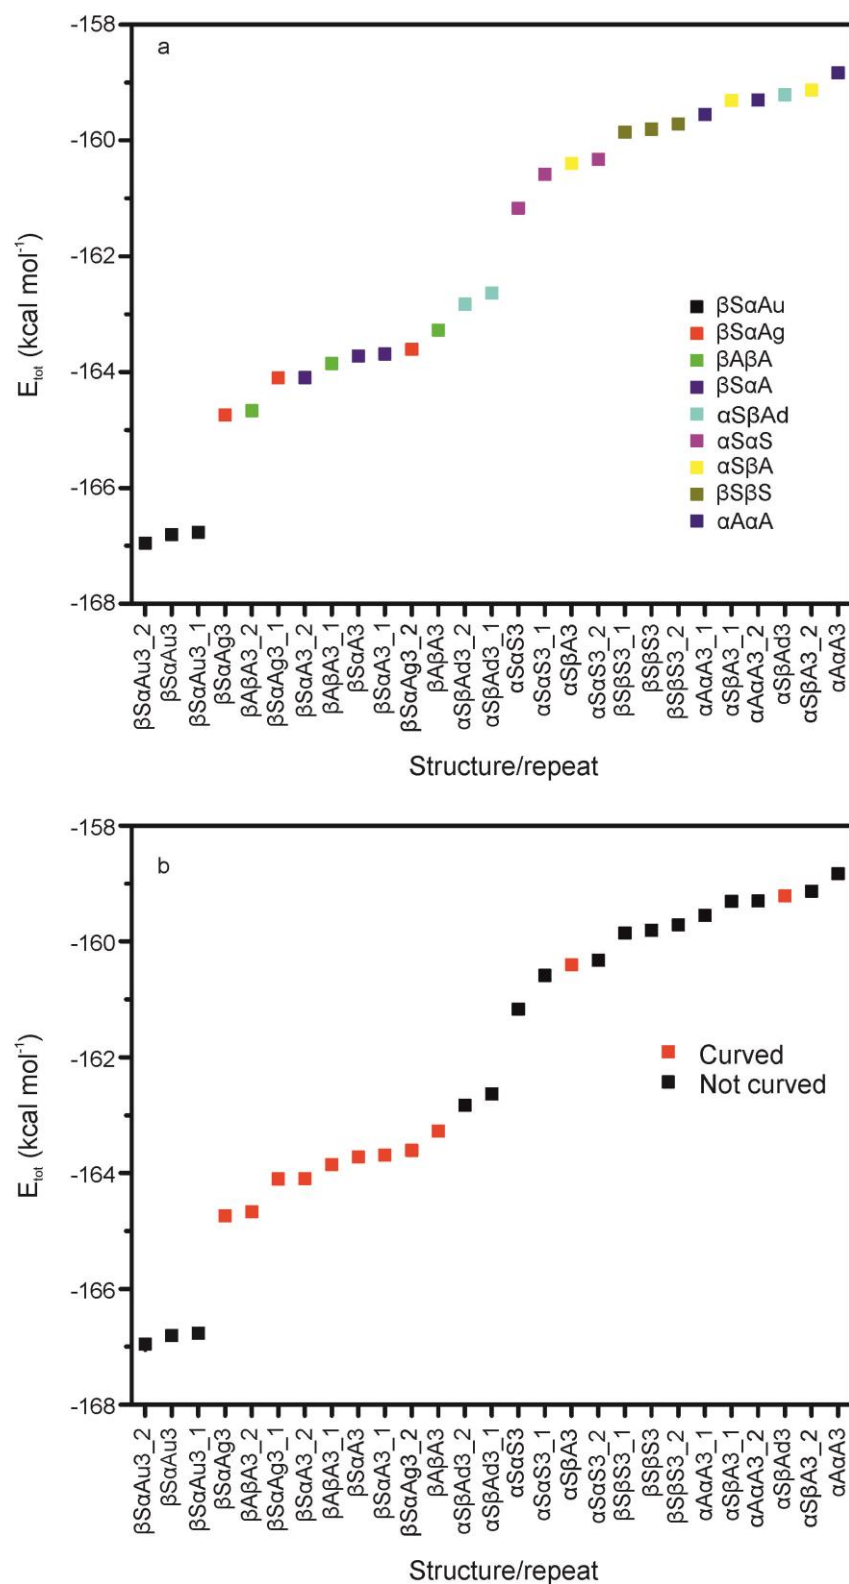 a
-158
-160
-162
-164
-166
-168
Etot (kcal mol-1)
βSαAu
βSαAg
βAβA
βSαA
αSβAd
αSαS
αSβA
βSβS
αAαA
βSαAu3_2
βSαAu3
βSαAu3_1
βSαAg3
βAβA3_2
βSαAg3_1
βSαA3_2
βAβA3_1
βSαA3
βSαA3_1
βSαAg3_2
βAβA3
αSβAd3_2
αSβAd3_1
αSαS3
αSαS3_1
αSβA3
αSαS3_2
βSβS3_1
βSβS3
βSβS3_2
αAαA3_1
αSβA3_1
αAαA3_2
αSβAd3
αSβA3_2
αAαA3
Structure/repeat
b
-158
-160
-162
-164
-166
-168
Etot (kcal mol-1)
Curved
Not curved
βSαAu3_2
βSαAu3
βSαAu3_1
βSαAg3
βAβA3_2
βSαAg3_1
βSαA3_2
βAβA3_1
βSαA3
βSαA3_1
βSαAg3_2
βAβA3
αSβAd3_2
αSβAd3_1
αSαS3
αSαS3_1
αSβA3
αSαS3_2
βSβS3_1
βSβS3
βSβS3_2
αAαA3_1
αSβA3_1
αAαA3_2
αSβAd3
αSβA3_2
αAαA3
Structure/repeat